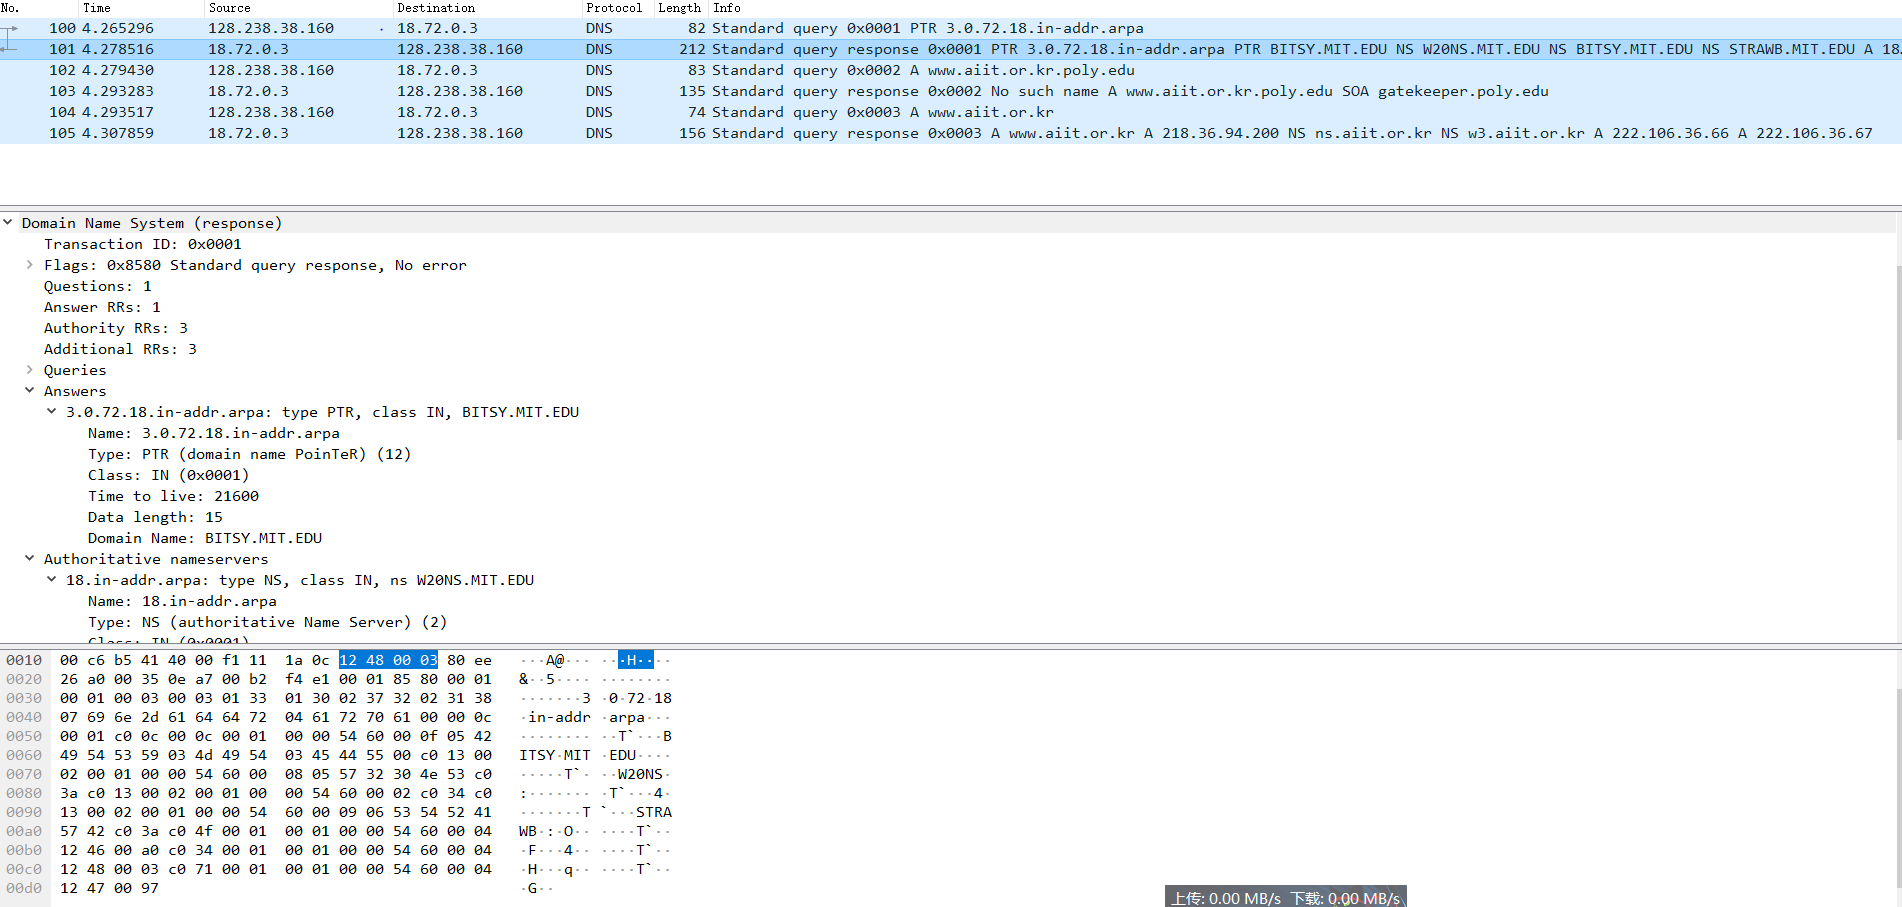 No. Time Source Destination Protocol Length Info
100 4.265296 128.238.38.160 18.72.0.3 DNS 82 Standard query 0x0001 PTR 3.0.72.18.in-addr.arpa
101 4.278516 18.72.0.3 128.238.38.160 DNS 212 Standard query response 0x0001 PTR 3.0.72.18.in-addr.arpa PTR BITSY.MIT.EDU NS W20NS.MIT.EDU NS BITSY.MIT.EDU NS STRAWB.MIT.EDU A 18.
102 4.279430 128.238.38.160 18.72.0.3 DNS 83 Standard query 0x0002 A www.aiit.or.kr.poly.edu
103 4.293283 18.72.0.3 128.238.38.160 DNS 135 Standard query response 0x0002 No such name A www.aiit.or.kr.poly.edu SOA gatekeeper.poly.edu
104 4.293517 128.238.38.160 18.72.0.3 DNS 74 Standard query 0x0003 A www.aiit.or.kr
105 4.307859 18.72.0.3 128.238.38.160 DNS 156 Standard query response 0x0003 A www.aiit.or.kr A 218.36.94.200 NS ns.aiit.or.kr NS w3.aiit.or.kr A 222.106.36.66 A 222.106.36.67
Domain Name System (response)
Transaction ID: 0x0001
Flags: 0x8580 Standard query response, No error
Questions: 1
Answer RRs: 1
Authority RRs: 3
Additional RRs: 3
Queries
Answers
3.0.72.18.in-addr.arpa: type PTR, class IN, BITSY.MIT.EDU
Name: 3.0.72.18.in-addr.arpa
Type: PTR (domain name PoinTeR) (12)
Class: IN (0x0001)
Time to live: 21600
Data length: 15
Domain Name: BITSY.MIT.EDU
Authoritative nameservers
18.in-addr.arpa: type NS, class IN, ns W20NS.MIT.EDU
Name: 18.in-addr.arpa
Type: NS (authoritative Name Server) (2)
Class: IN (0x0001)
0010 00 c6 b5 41 40 00 f1 11 1a 0c 12 48 00 03 80 ee ···A@··· ···H····
0020 26 a0 00 35 0e a7 00 b2 f4 e1 00 01 85 80 00 01 &··5···· ········
0030 00 01 00 03 00 03 01 33 01 30 02 37 32 02 31 38 ·······3 ·0·72·18
0040 07 69 6e 2d 61 64 64 72 04 61 72 70 61 00 00 0c ·in-addr ·arpa···
0050 00 01 c0 0c 00 0c 00 01 00 00 54 60 00 0f 05 42 ········ ··T`···B
0060 49 54 53 59 03 4d 49 54 03 45 44 55 00 c0 13 00 ITSY·MIT ·EDU····
0070 02 00 01 00 00 54 60 00 08 05 57 32 30 4e 53 c0 ·····T`· ··W20NS·
0080 3a c0 13 00 02 00 01 00 00 54 60 00 02 c0 34 c0 :······· ·T`···4·
0090 13 00 02 00 01 00 00 54 60 00 09 06 53 54 52 41 ·······T `···STRA
00a0 57 42 c0 3a c0 4f 00 01 00 01 00 00 54 60 00 04 WB·:·O·· ····T`··
00b0 12 46 00 a0 c0 34 00 01 00 01 00 00 54 60 00 04 ·F···4·· ····T`··
00c0 12 48 00 03 c0 71 00 01 00 01 00 00 54 60 00 04 ·H···q·· ····T`··
00d0 12 47 00 97 ·G··
上传: 0.00 MB/s 下载: 0.00 MB/s